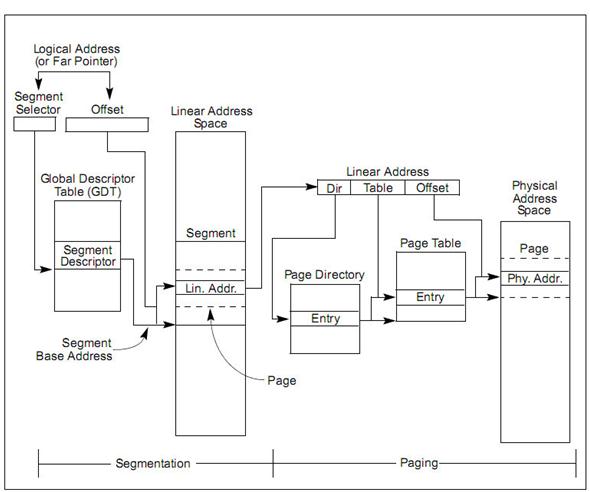 Logical Address
(or Far Pointer)
Segment
Selector
Offset
Linear Address
Space
Global Descriptor
Table (GDT)
Segment
Descriptor
Segment
Lin. Addr.
Segment
Base Address
Page
Linear Address
Dir
Table
Offset
Page Directory
Entry
Page Table
Entry
Physical
Address
Space
Page
Phy. Addr.
Segmentation
Paging